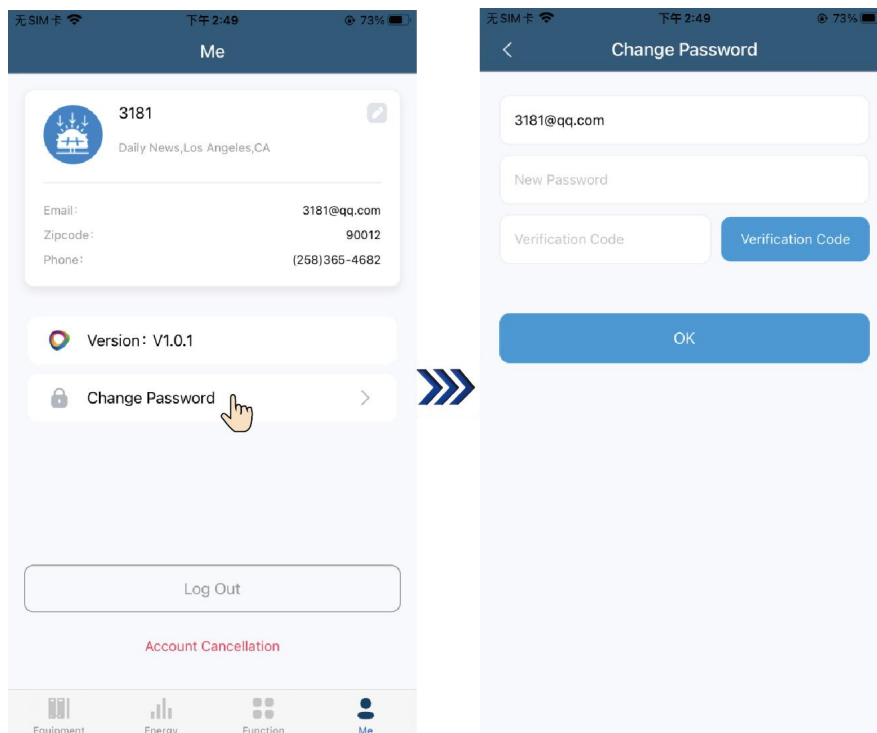 无SIM卡 下午2:49 73%
Me
3181
Daily News,Los Angeles,CA
Email: 3181@qq.com
Zipcode: 90012
Phone: (258)365-4682
Version: V1.0.1
Change Password
Log Out
Account Cancellation
Equipment Energy Function Me
无SIM卡 下午2:49 73%
Change Password
3181@qq.com
New Password
Verification Code Verification Code
OK